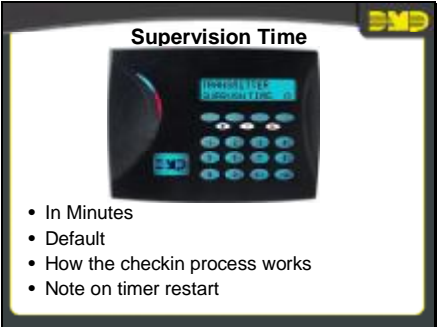 DMP
Supervision Time
TRANSMITTER
SUPRVSN TIME 0
DMP
• In Minutes
• Default
• How the checkin process works
• Note on timer restart